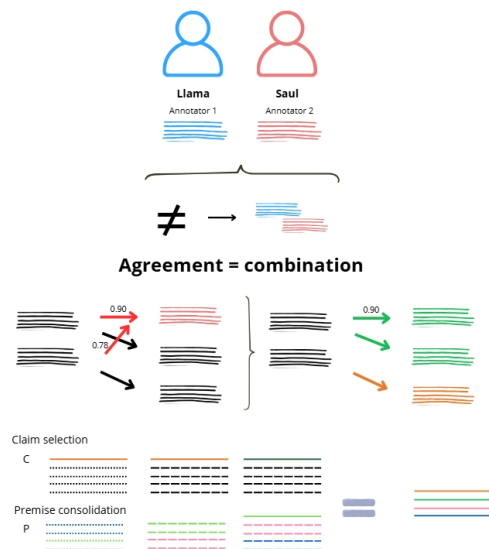 Llama Saul
Annotator 1 Annotator 2
≠
Agreement = combination
0.90 0.90
0.78
Claim selection
C
Premise consolidation
P